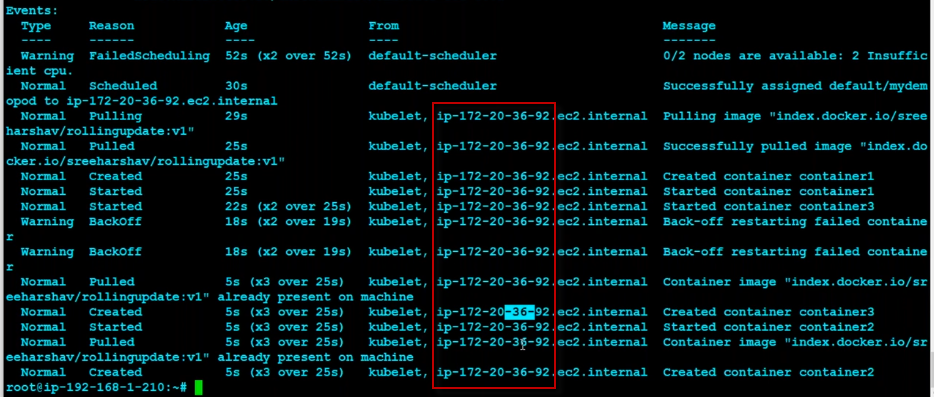 Events:
  Type     Reason            Age                From                                  Message
  ----     ------            ----               ----                                  -------
  Warning  FailedScheduling  52s (x2 over 52s)  default-scheduler                     0/2 nodes are available: 2 Insuffic
ient cpu.
  Normal   Scheduled         30s                default-scheduler                     Successfully assigned default/mydem
opod to ip-172-20-36-92.ec2.internal
  Normal   Pulling           29s                kubelet, ip-172-20-36-92.ec2.internal  Pulling image "index.docker.io/sree
harshav/rollingupdate:v1"
  Normal   Pulled            25s                kubelet, ip-172-20-36-92.ec2.internal  Successfully pulled image "index.do
cker.io/sreeharshav/rollingupdate:v1"
  Normal   Created           25s                kubelet, ip-172-20-36-92.ec2.internal  Created container container1
  Normal   Started           25s                kubelet, ip-172-20-36-92.ec2.internal  Started container container1
  Normal   Started           22s (x2 over 25s)  kubelet, ip-172-20-36-92.ec2.internal  Started container container3
  Warning  BackOff           18s (x2 over 19s)  kubelet, ip-172-20-36-92.ec2.internal  Back-off restarting failed containe
r
  Warning  BackOff           18s (x2 over 19s)  kubelet, ip-172-20-36-92.ec2.internal  Back-off restarting failed containe
r
  Normal   Pulled            5s (x3 over 25s)   kubelet, ip-172-20-36-92.ec2.internal  Container image "index.docker.io/sr
eeharshav/rollingupdate:v1" already present on machine
  Normal   Created           5s (x3 over 25s)   kubelet, ip-172-20-36-92.ec2.internal  Created container container3
  Normal   Started           5s (x3 over 25s)   kubelet, ip-172-20-36-92.ec2.internal  Started container container2
  Normal   Pulled            5s (x3 over 25s)   kubelet, ip-172-20-36-92.ec2.internal  Container image "index.docker.io/sr
eeharshav/rollingupdate:v1" already present on machine
  Normal   Created           5s (x3 over 25s)   kubelet, ip-172-20-36-92.ec2.internal  Created container container2
root@ip-192-168-1-210:~#